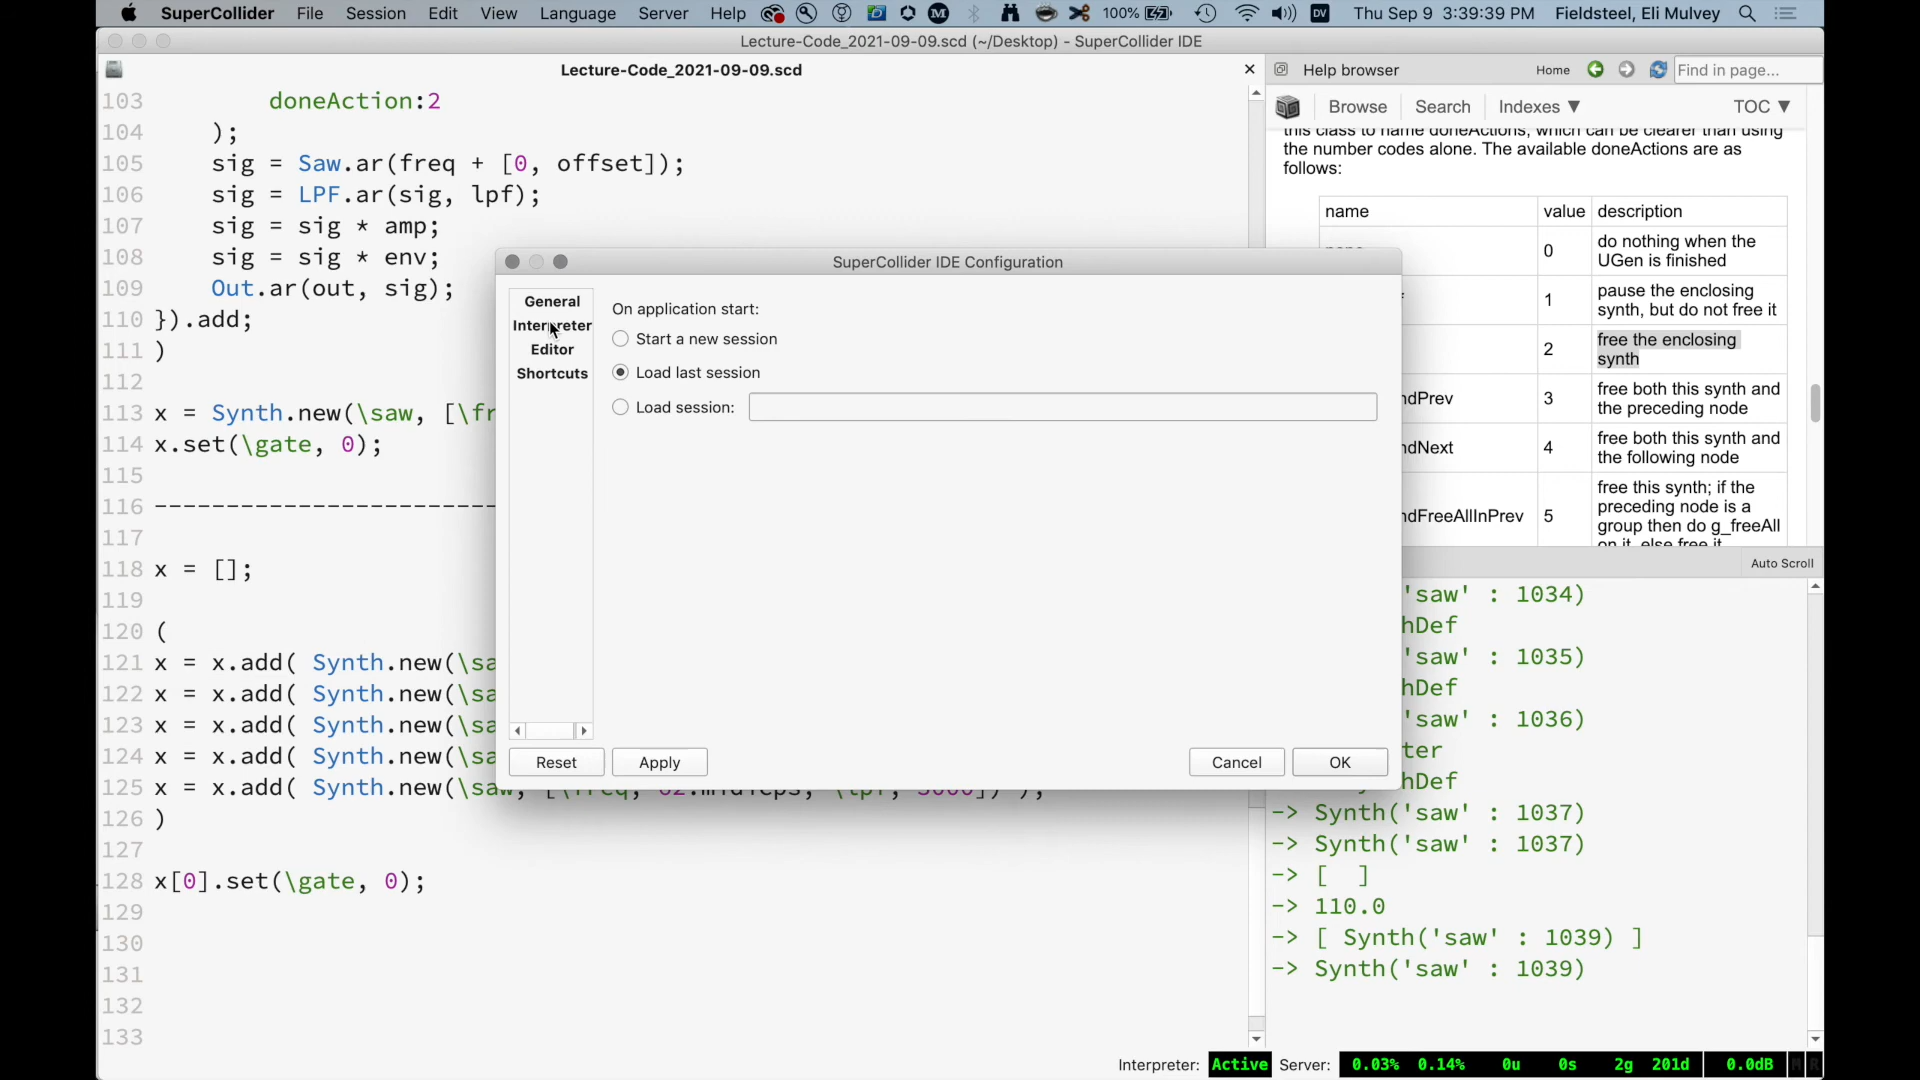 SuperCollider File Session Edit View Language Server Help 100% DV Thu Sep 9 3:39:39 PM Fieldsteel, Eli Mulvey
Lecture-Code_2021-09-09.scd (~/Desktop) - SuperCollider IDE
Lecture-Code_2021-09-09.scd
103 doneAction:2
104 );
105 sig = Saw.ar(freq + [0, offset]);
106 sig = LPF.ar(sig, lpf);
107 sig = sig * amp;
108 sig = sig * env;
109 Out.ar(out, sig);
110 }).add;
111 )
112
113 x = Synth.new(\saw, [\fr
114 x.set(\gate, 0);
115
116 ------------------------
117
118 x = [];
119
120 (
121 x = x.add( Synth.new(\sa
122 x = x.add( Synth.new(\sa
123 x = x.add( Synth.new(\sa
124 x = x.add( Synth.new(\sa
125 x = x.add( Synth.new(\saw, [\freq, 62.midicps, \lpf, 3000]) );
126 )
127
128 x[0].set(\gate, 0);
129
130
131
132
133
SuperCollider IDE Configuration
General
Interpreter
Editor
Shortcuts
On application start:
Start a new session
Load last session
Load session:
Reset Apply Cancel OK
Help browser Home Find in page...
Browse Search Indexes ▼ TOC ▼
this class to name doneActions, which can be clearer than using
the number codes alone. The available doneActions are as
follows:
name value description
0 do nothing when the
UGen is finished
1 pause the enclosing
synth, but do not free it
2 free the enclosing
synth
ndPrev 3 free both this synth and
the preceding node
ndNext 4 free both this synth and
the following node
ndFreeAllInPrev 5 free this synth; if the
preceding node is a
group then do g_freeAll
on it, else free it
Auto Scroll
'saw' : 1034)
hDef
'saw' : 1035)
hDef
'saw' : 1036)
ter
hDef
-> Synth('saw' : 1037)
-> Synth('saw' : 1037)
-> [ ]
-> 110.0
-> [ Synth('saw' : 1039) ]
-> Synth('saw' : 1039)
Interpreter: Active Server: 0.03% 0.14% 0u 0s 2g 201d 0.0dB M R